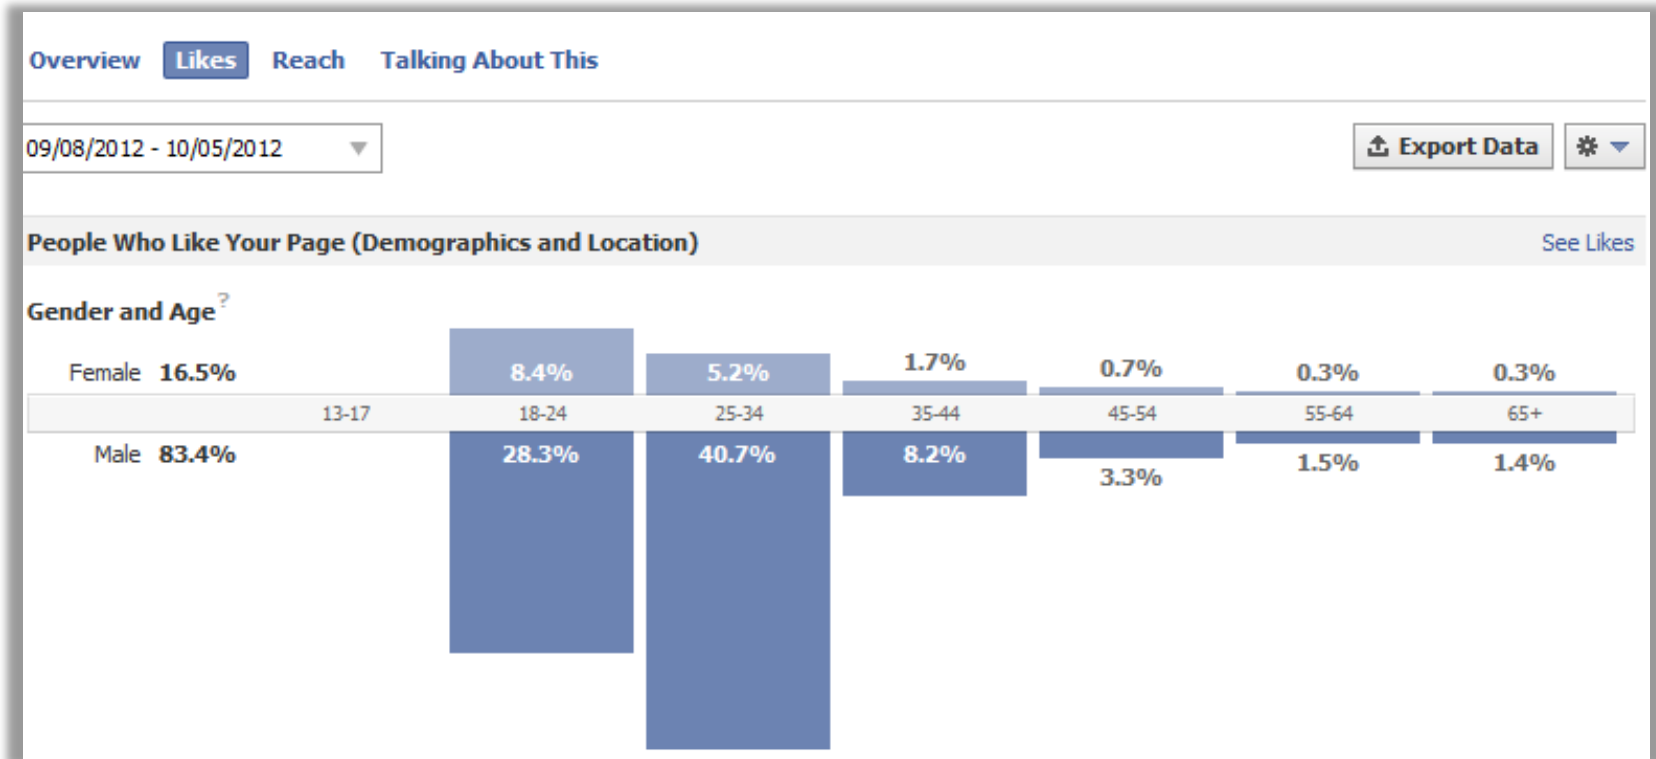 Overview Likes Reach Talking About This
09/08/2012 - 10/05/2012 Export Data
People Who Like Your Page (Demographics and Location) See Likes
Gender and Age ?
Female 16.5% 8.4% 5.2% 1.7% 0.7% 0.3% 0.3%
13-17 18-24 25-34 35-44 45-54 55-64 65+
Male 83.4% 28.3% 40.7% 8.2% 3.3% 1.5% 1.4%